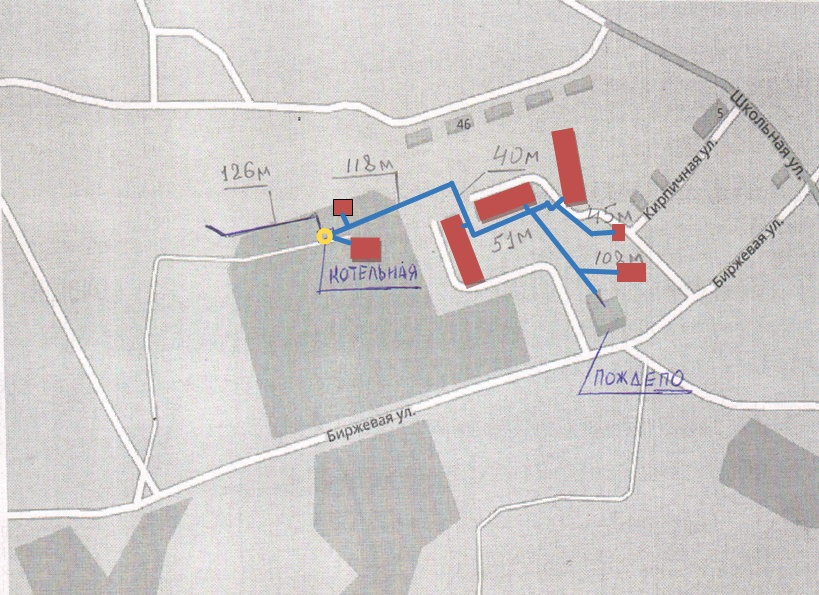 Школьная ул.
5
46
Кирпичная ул.
40м
118м
126м
45м
51м
Биржевая ул.
108м
КОТЕЛЬНАЯ
ПОЖДЕПО
Биржевая ул.